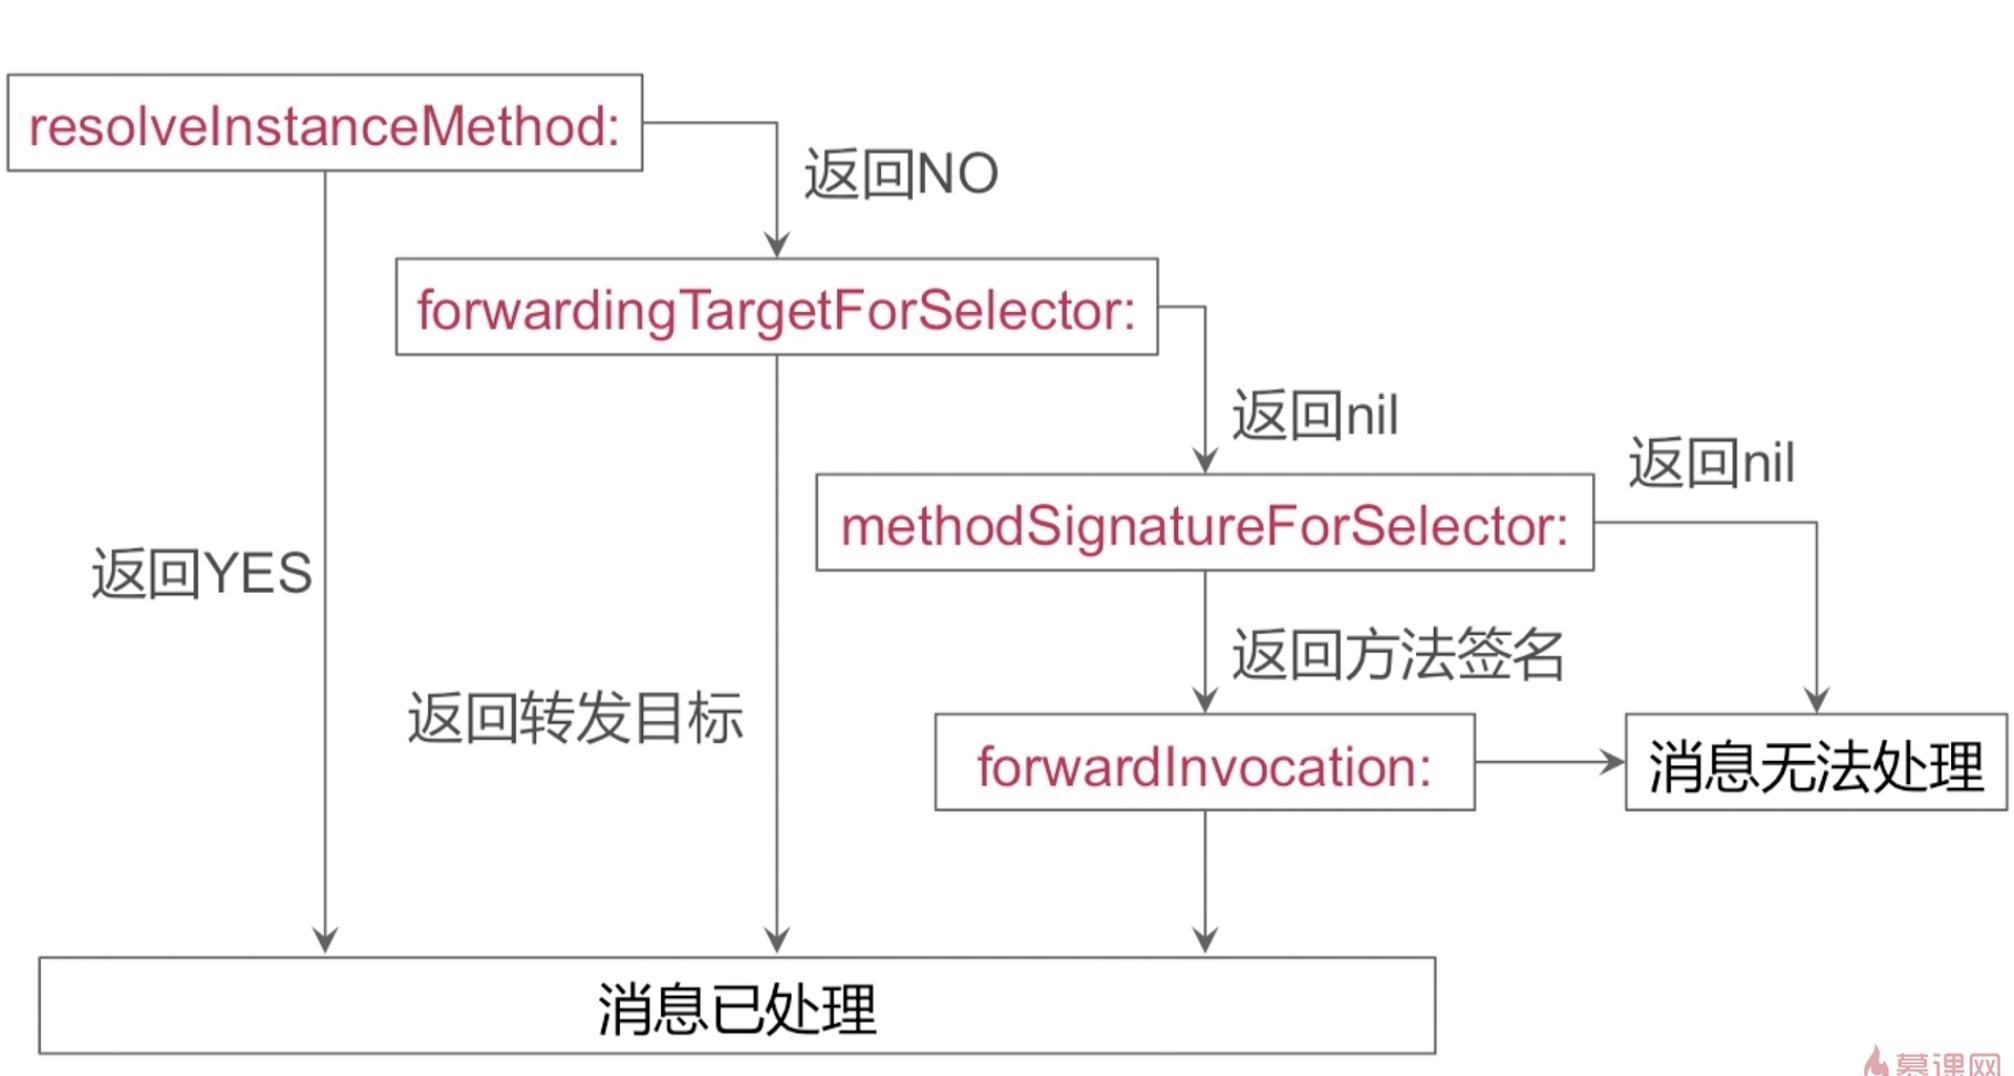 resolveInstanceMethod:
返回NO
forwardingTargetForSelector:
返回nil
返回nil
methodSignatureForSelector:
返回YES
返回方法签名
返回转发目标
forwardInvocation:
消息无法处理
消息已处理
慕课网